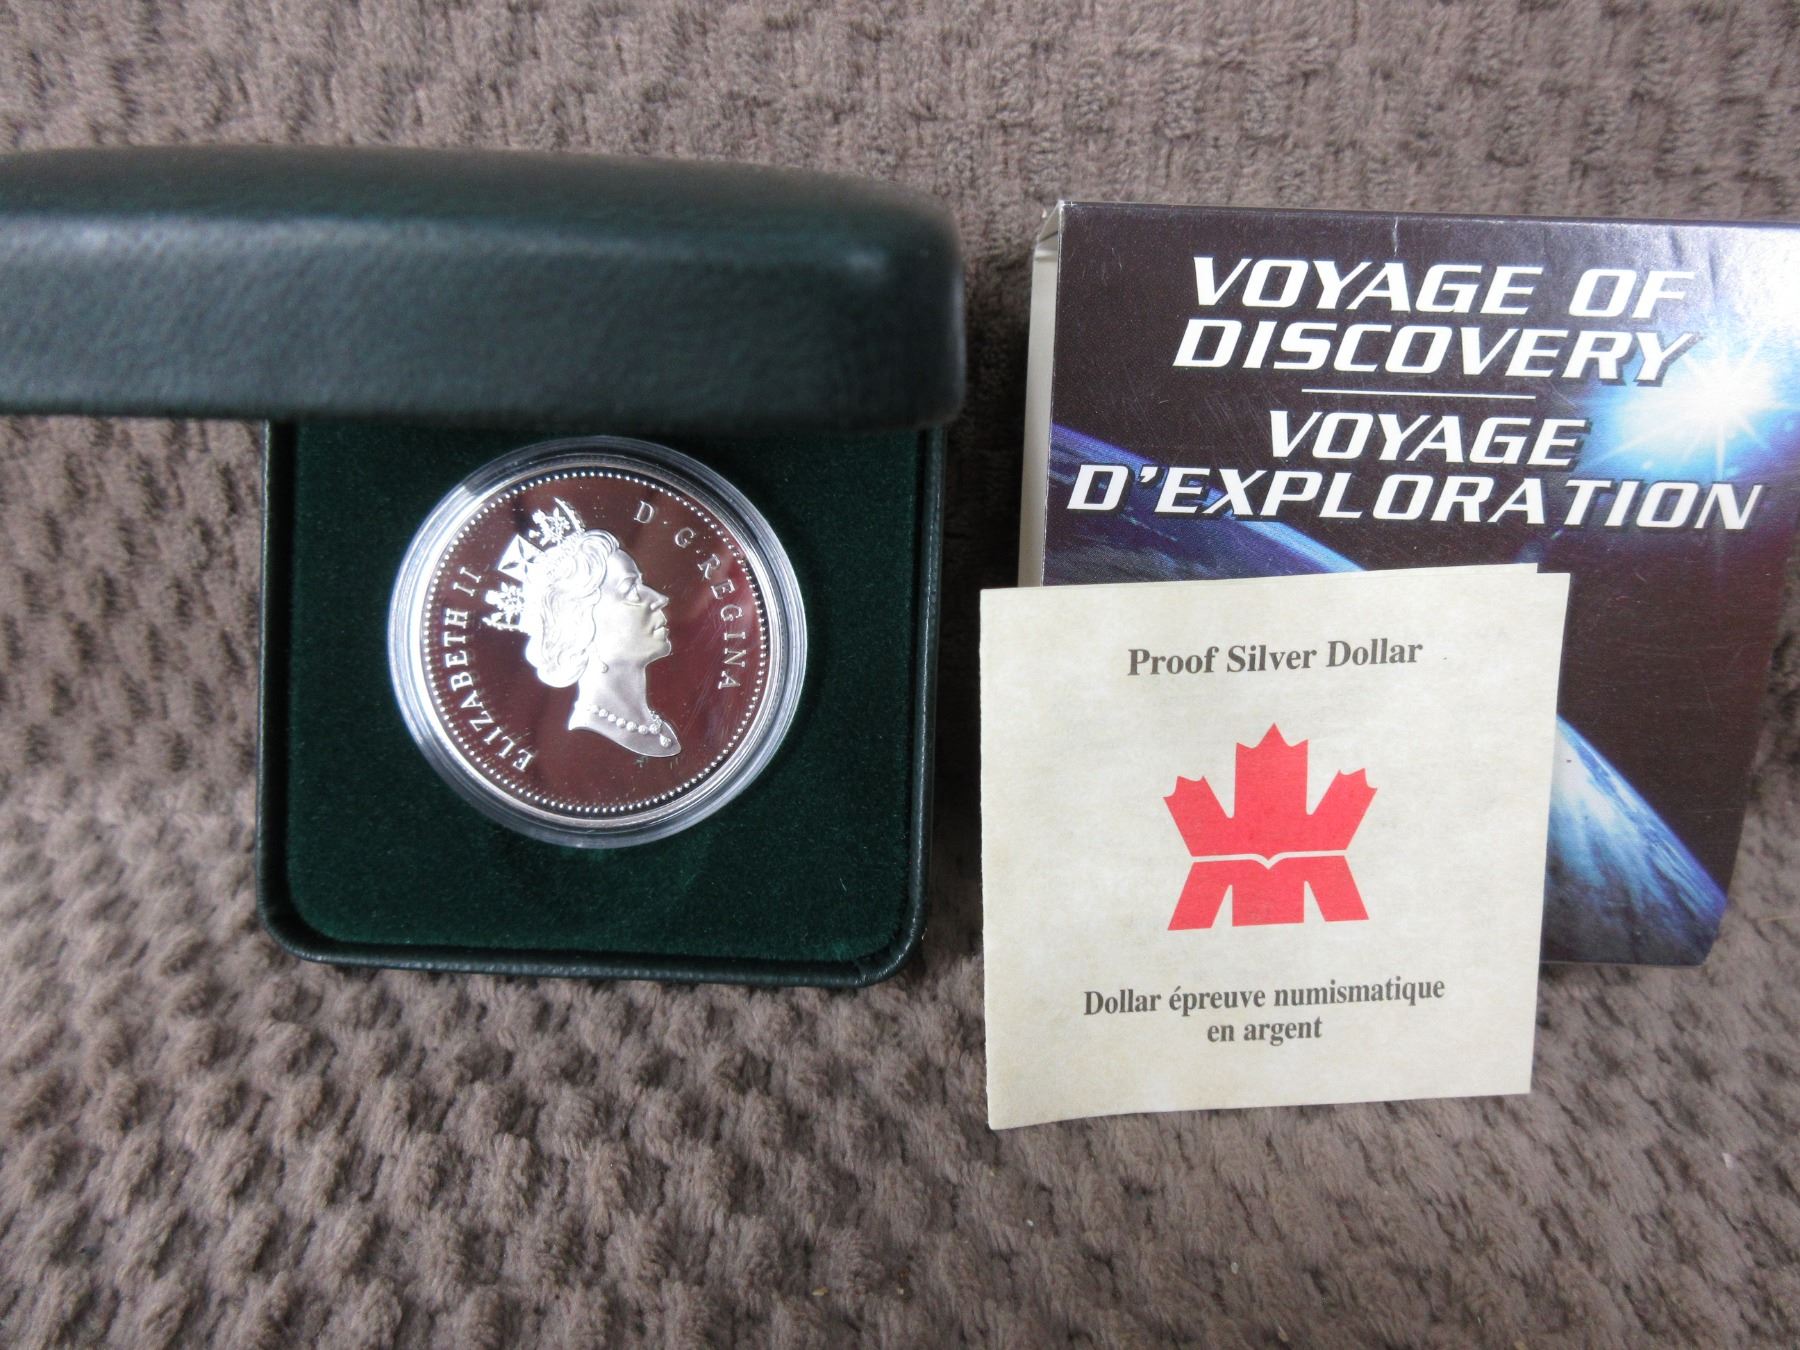 ELIZABETH II D·G·REGINA
VOYAGE OF
DISCOVERY
VOYAGE
D'EXPLORATION
Proof Silver Dollar
Dollar épreuve numismatique
en argent